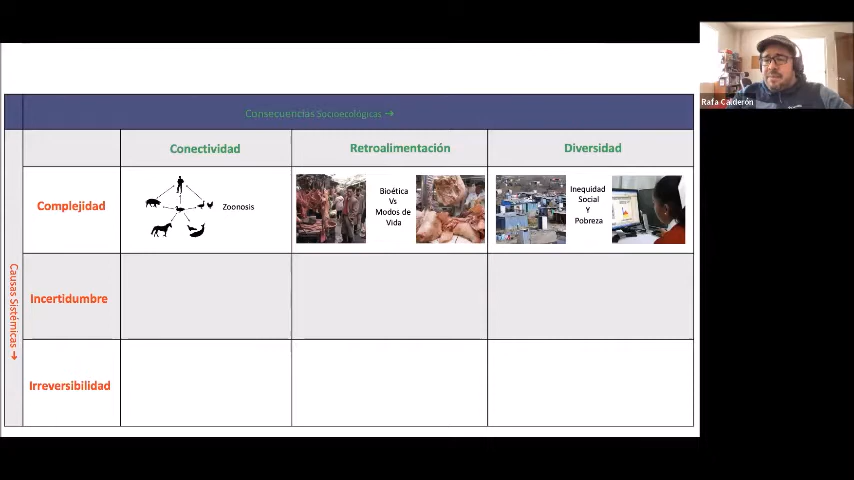 Rafa Calderón
Consecuencias Socioecológicas →
Conectividad
Retroalimentación
Diversidad
Causas Sistémicas →
Complejidad
Zoonosis
Bioética
Vs
Modos de
Vida
Inequidad
Social
Y
Pobreza
Incertidumbre
Irreversibilidad